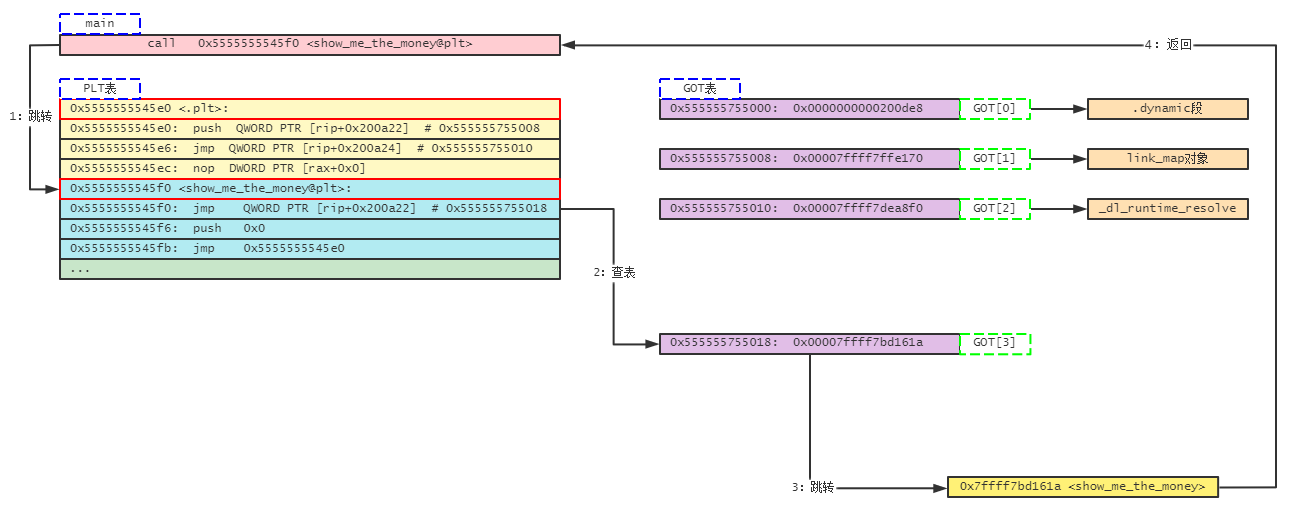 main
call 0x5555555545f0 <show_me_the_money@plt>
4: 返回
1: 跳转
PLT表
0x5555555545e0 <.plt>:
0x5555555545e0: push QWORD PTR [rip+0x200a22] # 0x555555755008
0x5555555545e6: jmp QWORD PTR [rip+0x200a24] # 0x555555755010
0x5555555545ec: nop DWORD PTR [rax+0x0]
0x5555555545f0 <show_me_the_money@plt>:
0x5555555545f0: jmp QWORD PTR [rip+0x200a22] # 0x555555755018
0x5555555545f6: push 0x0
0x5555555545fb: jmp 0x5555555545e0
...
GOT表
0x555555755000: 0x0000000000200de8 GOT[0] .dynamic段
0x555555755008: 0x00007ffff7ffe170 GOT[1] link_map对象
0x555555755010: 0x00007ffff7dea8f0 GOT[2] _dl_runtime_resolve
2: 查表
0x555555755018: 0x00007ffff7bd161a GOT[3]
3: 跳转
0x7ffff7bd161a <show_me_the_money>